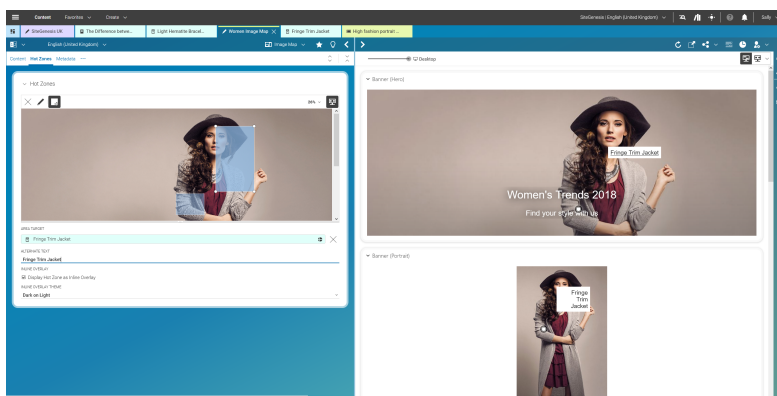 Content Favorites Create SiteGenesis | English (United Kingdom) Selly
SiteGenesis UK The Difference betwe... Light Hematite Bracel... Women Image Map Fringe Trim Jacket High fashion portrait ...
English (United Kingdom) Image Map
Content Hot Zones Metadata Desktop
Hot Zones
Banner (Hero)
Fringe Trim Jacket
Women's Trends 2018
Find your style with us
AREA TARGET
Fringe Trim Jacket
ALTERNATE TEXT
Fringe Trim Jacket
INLINE OVERLAY
Display Hot Zone as Inline Overlay
INLINE OVERLAY THEME
Dark on Light
Banner (Portrait)
Fringe
Trim
Jacket